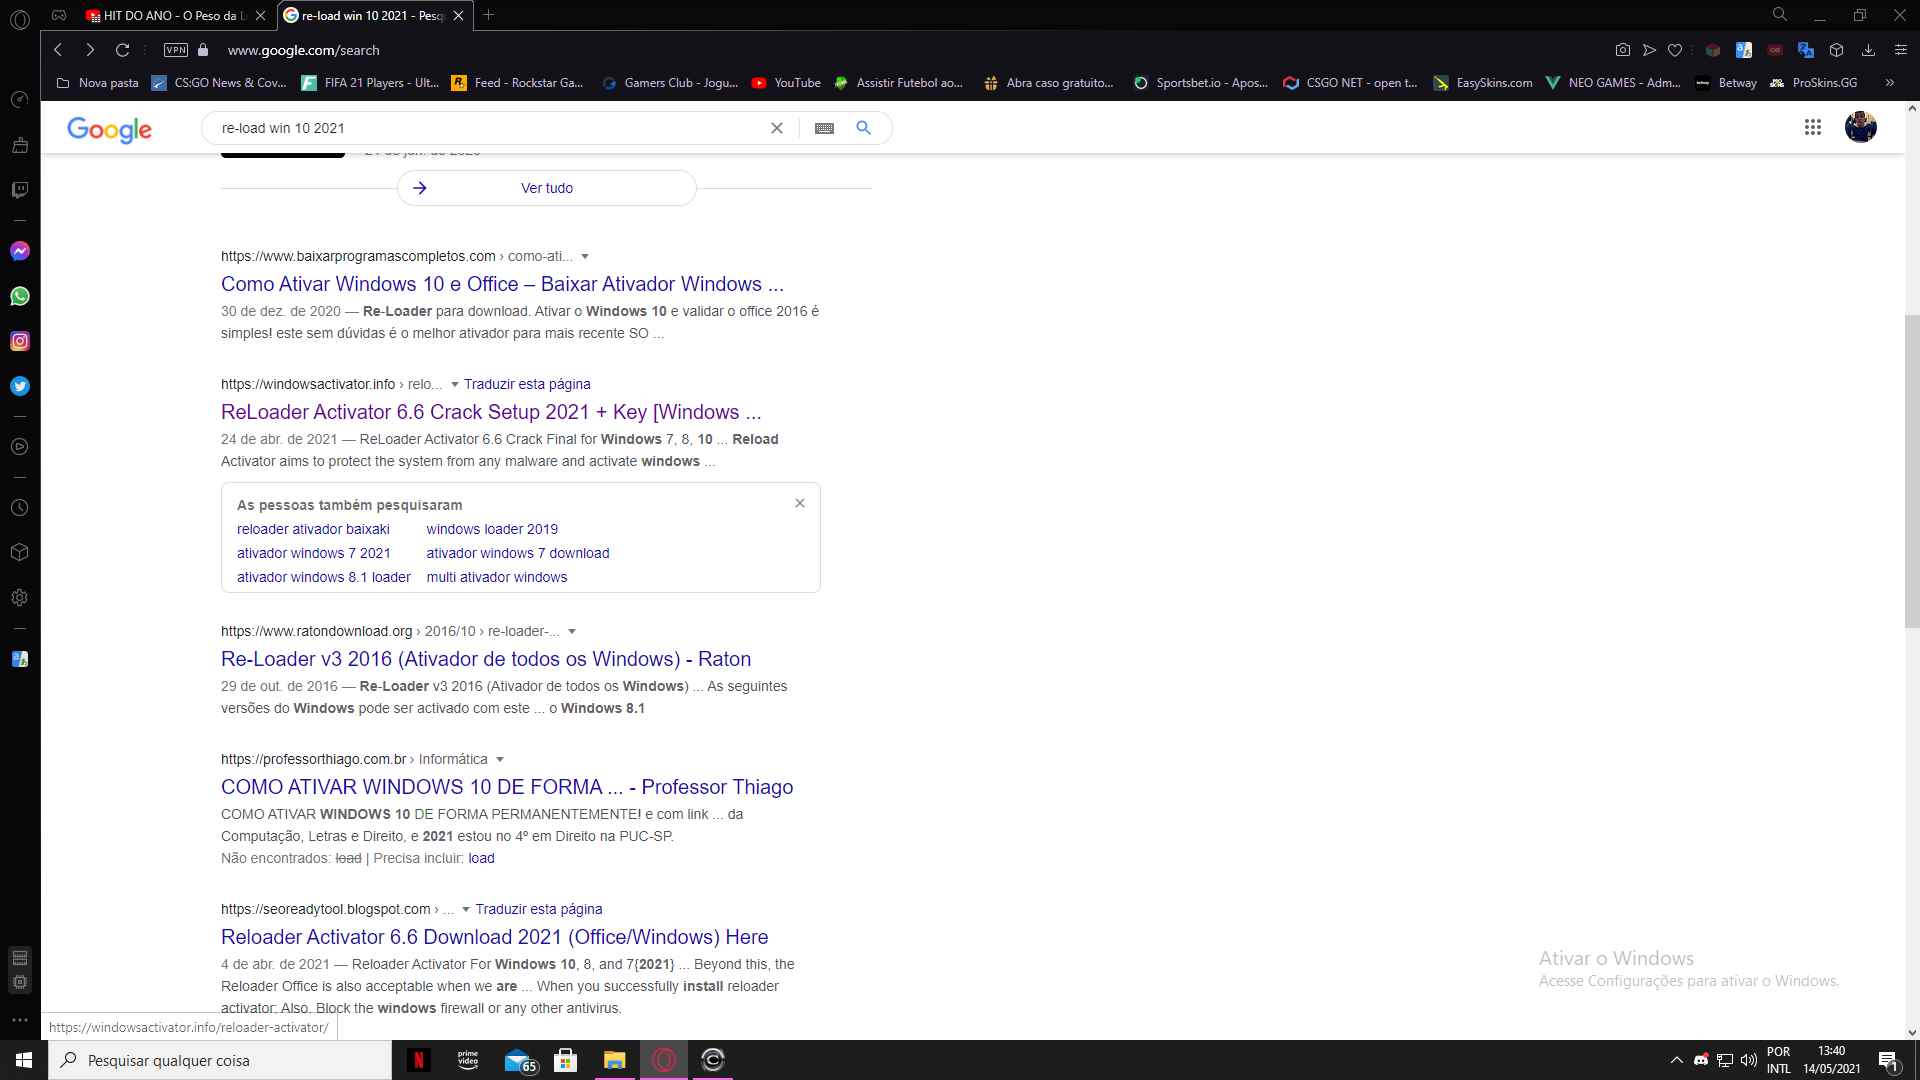 HIT DO ANO - O Peso da L
re-load win 10 2021 - Pesq
VPN
www.google.com/search
Nova pasta
CS:GO News & Cov...
FIFA 21 Players - Ult...
Feed - Rockstar Ga...
Gamers Club - Jogu...
YouTube
Assistir Futebol ao...
Abra caso gratuito...
Sportsbet.io - Apos...
CSGO NET - open t...
EasySkins.com
NEO GAMES - Adm...
Betway
ProSkins.GG
Google
re-load win 10 2021
Ver tudo
https://www.baixarprogramascompletos.com › como-ati...
Como Ativar Windows 10 e Office – Baixar Ativador Windows ...
30 de dez. de 2020 — Re-Loader para download. Ativar o Windows 10 e validar o office 2016 é
simples! este sem dúvidas é o melhor ativador para mais recente SO ...
https://windowsactivator.info › relo... Traduzir esta página
ReLoader Activator 6.6 Crack Setup 2021 + Key [Windows ...
24 de abr. de 2021 — ReLoader Activator 6.6 Crack Final for Windows 7, 8, 10 ... Reload
Activator aims to protect the system from any malware and activate windows ...
As pessoas também pesquisaram
reloader ativador baixaki windows loader 2019
ativador windows 7 2021 ativador windows 7 download
ativador windows 8.1 loader multi ativador windows
https://www.ratondownload.org › 2016/10 › re-loader-...
Re-Loader v3 2016 (Ativador de todos os Windows) - Raton
29 de out. de 2016 — Re-Loader v3 2016 (Ativador de todos os Windows) ... As seguintes
versões do Windows pode ser activado com este ... o Windows 8.1
https://professorthiago.com.br › Informática
COMO ATIVAR WINDOWS 10 DE FORMA ... - Professor Thiago
COMO ATIVAR WINDOWS 10 DE FORMA PERMANENTEMENTE! e com link ... da
Computação, Letras e Direito, e 2021 estou no 4º em Direito na PUC-SP.
Não encontrados: load | Precisa incluir: load
https://seoreadytool.blogspot.com › ... Traduzir esta página
Reloader Activator 6.6 Download 2021 (Office/Windows) Here
4 de abr. de 2021 — Reloader Activator For Windows 10, 8, and 7{2021} ... Beyond this, the
Reloader Office is also acceptable when we are ... When you successfully install reloader
activator: Also, Block the windows firewall or any other antivirus.
Ativar o Windows
Acesse Configurações para ativar o Windows.
https://windowsactivator.info/reloader-activator/
Pesquisar qualquer coisa
prime video
65
POR
INTL
13:40
14/05/2021
1